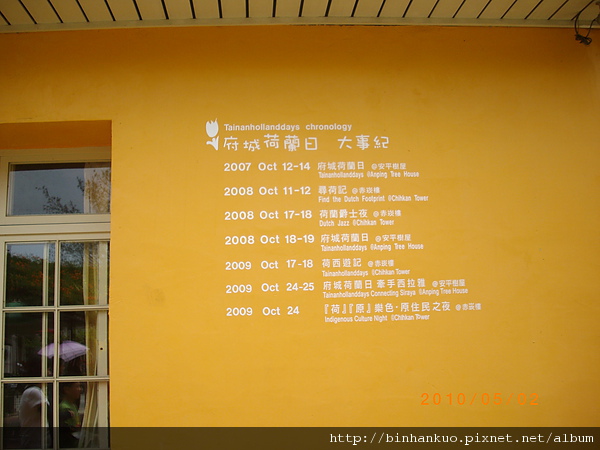 Tainanhollanddays chronology
府城荷蘭日 大事紀
2007 Oct 12-14 府城荷蘭日 @安平樹屋
Tainanhollanddays @Anping Tree House
2008 Oct 11-12 尋荷記 @赤崁樓
Find the Dutch Footprint @Chihkan Tower
2008 Oct 17-18 荷蘭爵士夜 @赤崁樓
Dutch Jazz @Chihkan Tower
2008 Oct 18-19 府城荷蘭日 @安平樹屋
Tainanhollanddays @Anping Tree House
2009 Oct 17-18 荷西遊記 @赤崁樓
Tainanhollanddays @Chihkan Tower
2009 Oct 24-25 府城荷蘭日 牽手西拉雅 @安平樹屋
Tainanhollanddays Connecting Siraya @Anping Tree House
2009 Oct 24 『荷』『原』樂色·原住民之夜 @赤崁樓
Indigenous Culture Night @Chihkan Tower
2010/05/02
http://binhankuo.pixnet.net/album